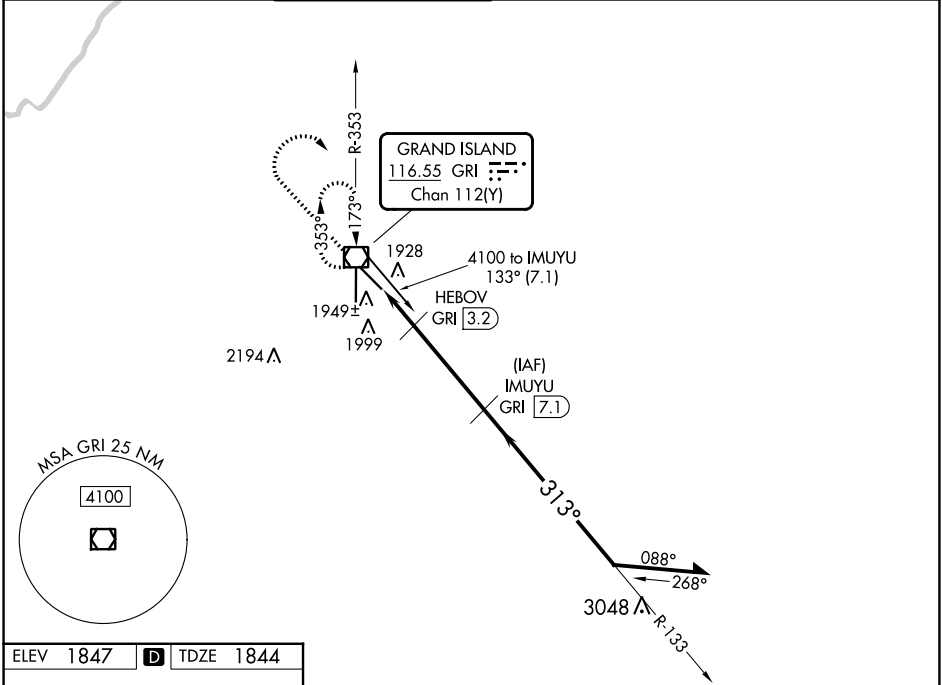 R-353
GRAND ISLAND
116.55 GRI
Chan 112(Y)
353°
173°
1928
4100 to IMUYU
133° (7.1)
HEBOV
GRI 3.2
1949±
1999
2194
(IAF)
IMUYU
GRI 7.1
MSA GRI 25 NM
4100
313°
088°
268°
3048
R-133
ELEV 1847 D TDZE 1844